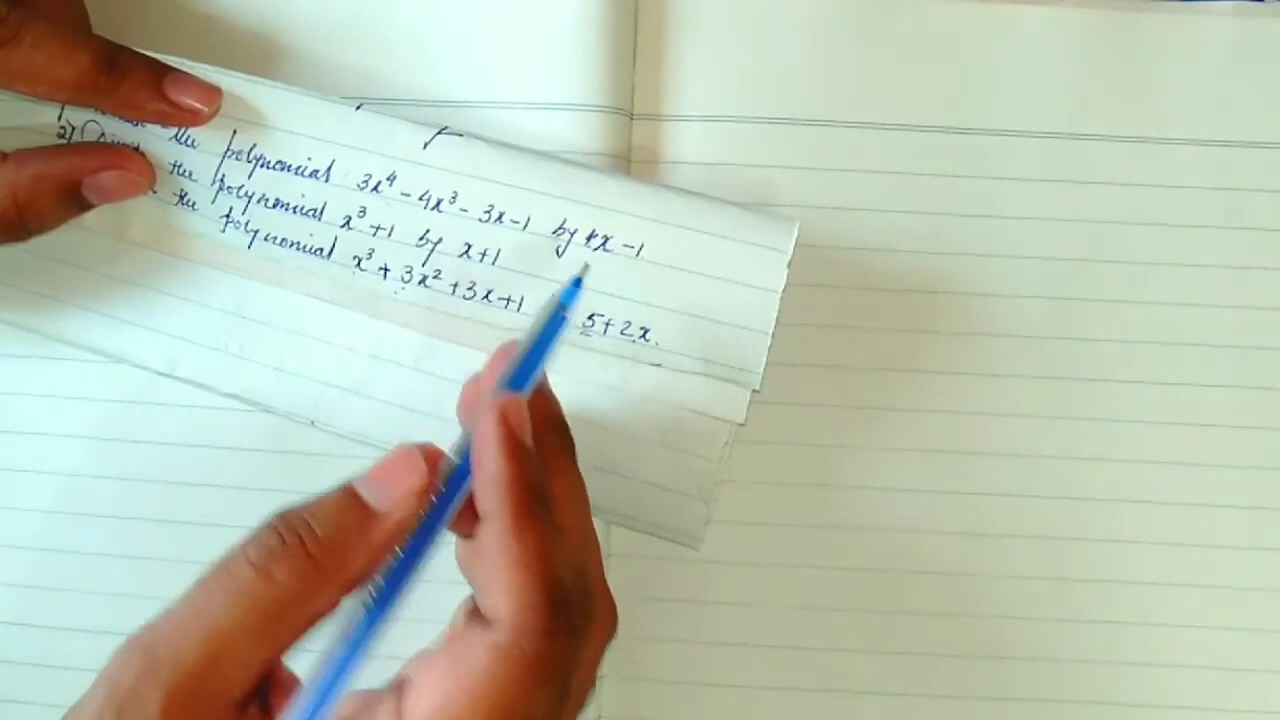 the polynomial 3x⁴ - 4x³ - 3x - 1 by x - 1
2) the polynomial x³ + 1 by x + 1
the polynomial x³ + 3x² + 3x + 1 5 + 2x.